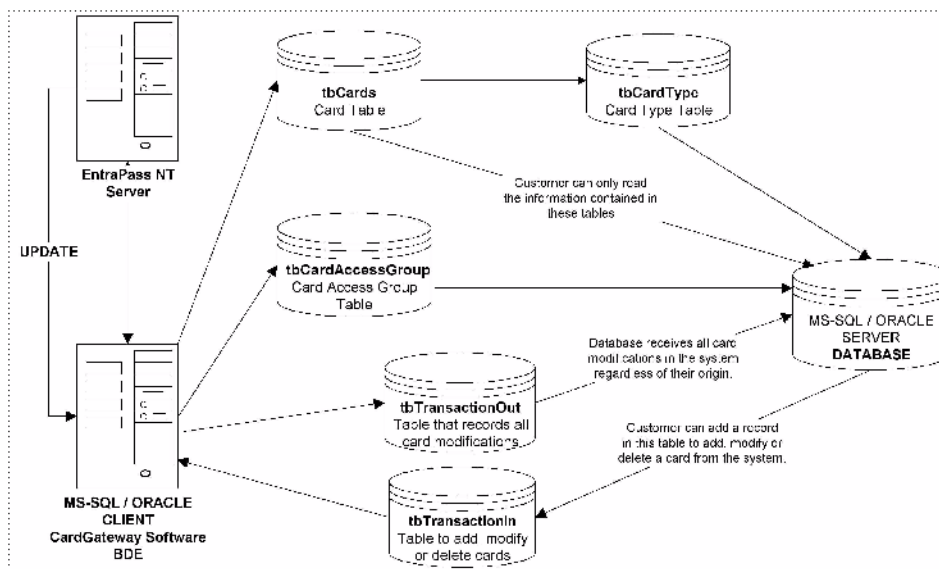 tbCards
Card Table
tbCardType
Card Type Table
EntraPass NT
Server
Customer can only read
the information contained in
these tables
UPDATE
tbCardAccessGroup
Card Access Group
Table
MS-SQL / ORACLE
SERVER
DATABASE
Database receives all card
modifications in the system
regardless of their origin.
tbTransactionOut
Table that records all
card modifications
Customer can add a record
in this table to add, modify or
delete a card from the system.
MS-SQL / ORACLE
CLIENT
CardGateway Software
BDE
tbTransactionIn
Table to add modify
or delete cards